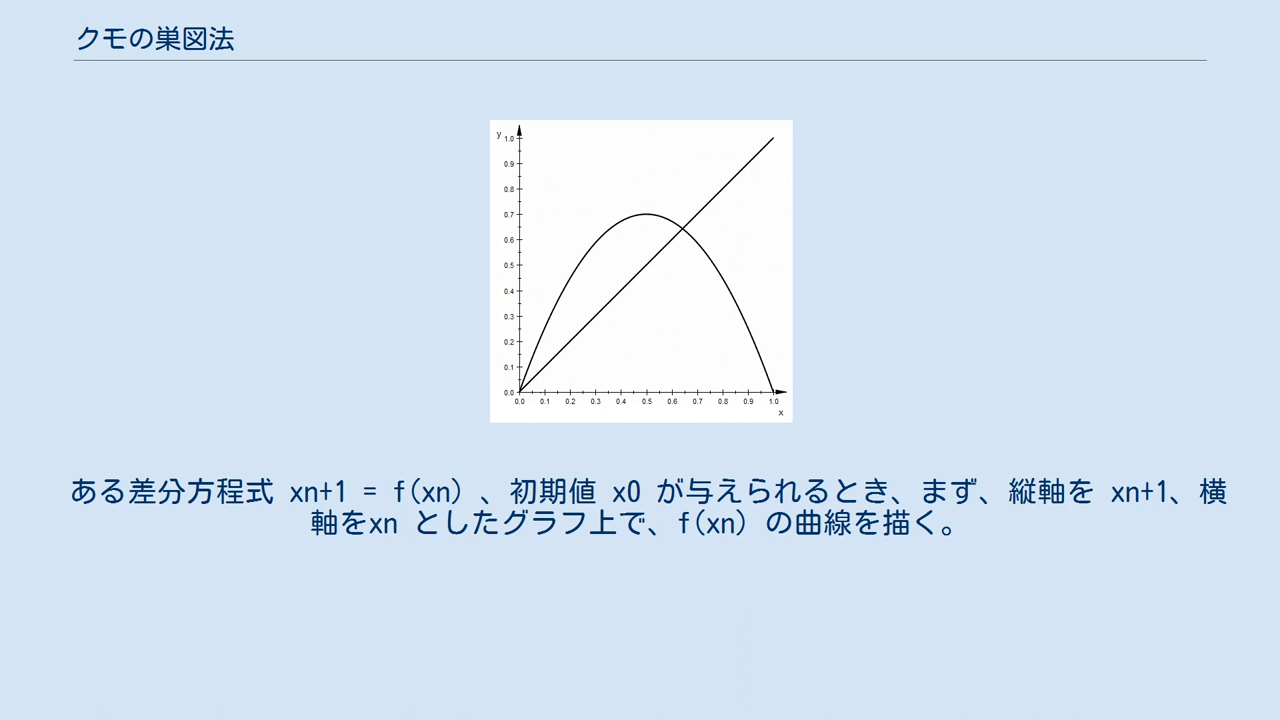 クモの巣図法
y
1.0
0.9
0.8
0.7
0.6
0.5
0.4
0.3
0.2
0.1
0.0
0.0 0.1 0.2 0.3 0.4 0.5 0.6 0.7 0.8 0.9 1.0
x
ある差分方程式 xn+1 = f(xn) 、初期値 x0 が与えられるとき、まず、縦軸を xn+1、横
軸をxn としたグラフ上で、f(xn) の曲線を描く。